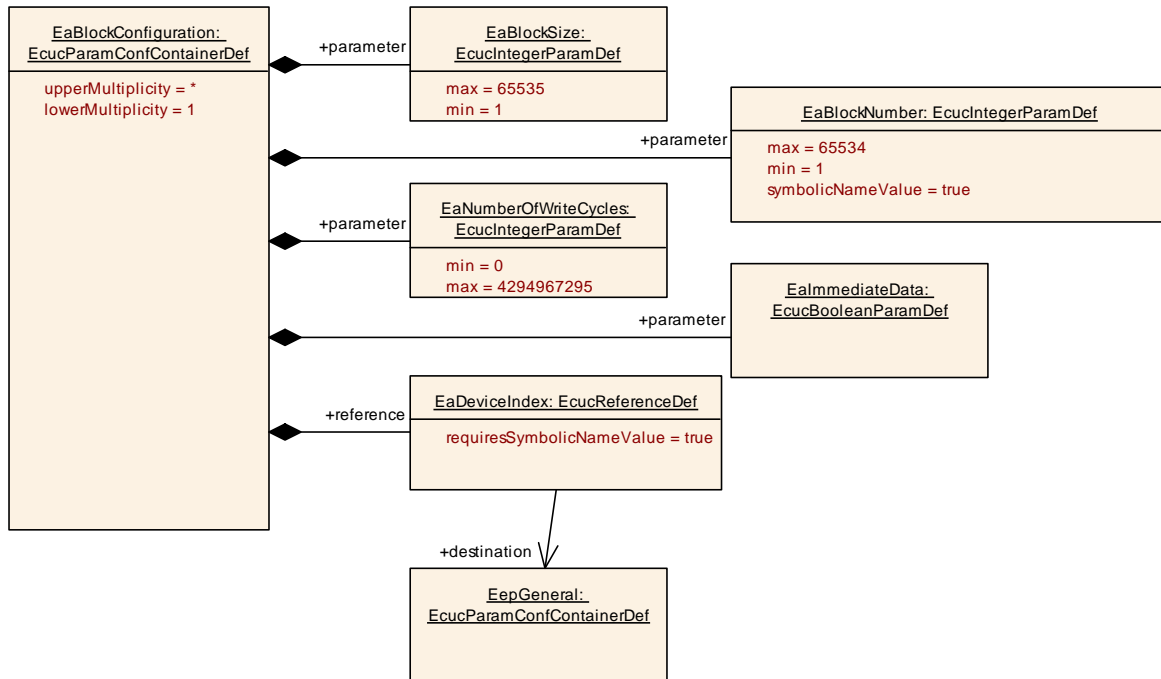 EaBlockConfiguration:
EcucParamConfContainerDef
upperMultiplicity = *
lowerMultiplicity = 1
+parameter
EaBlockSize:
EcucIntegerParamDef
max = 65535
min = 1
+parameter
EaBlockNumber: EcucIntegerParamDef
max = 65534
min = 1
symbolicNameValue = true
+parameter
EaNumberOfWriteCycles:
EcucIntegerParamDef
min = 0
max = 4294967295
+parameter
EaImmediateData:
EcucBooleanParamDef
+reference
EaDeviceIndex: EcucReferenceDef
requiresSymbolicNameValue = true
+destination
EepGeneral:
EcucParamConfContainerDef